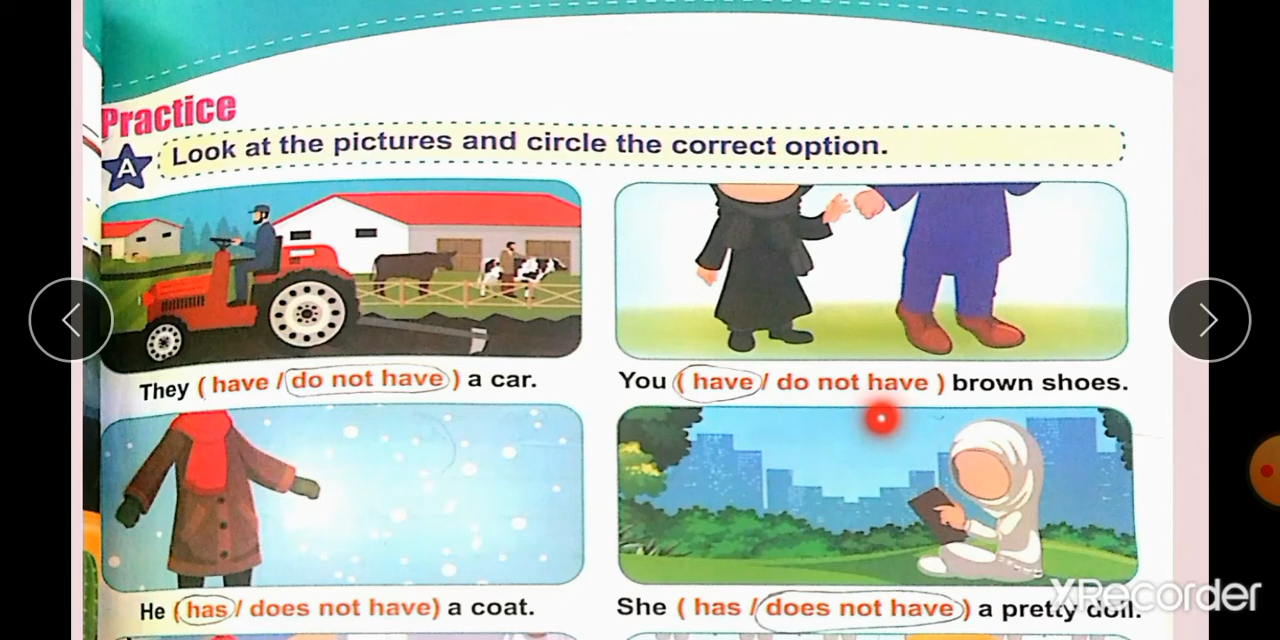 Practice
A Look at the pictures and circle the correct option.
They ( have / do not have ) a car.
You ( have / do not have ) brown shoes.
He ( has / does not have) a coat.
She ( has / does not have ) a pretty doll.
XRecorder